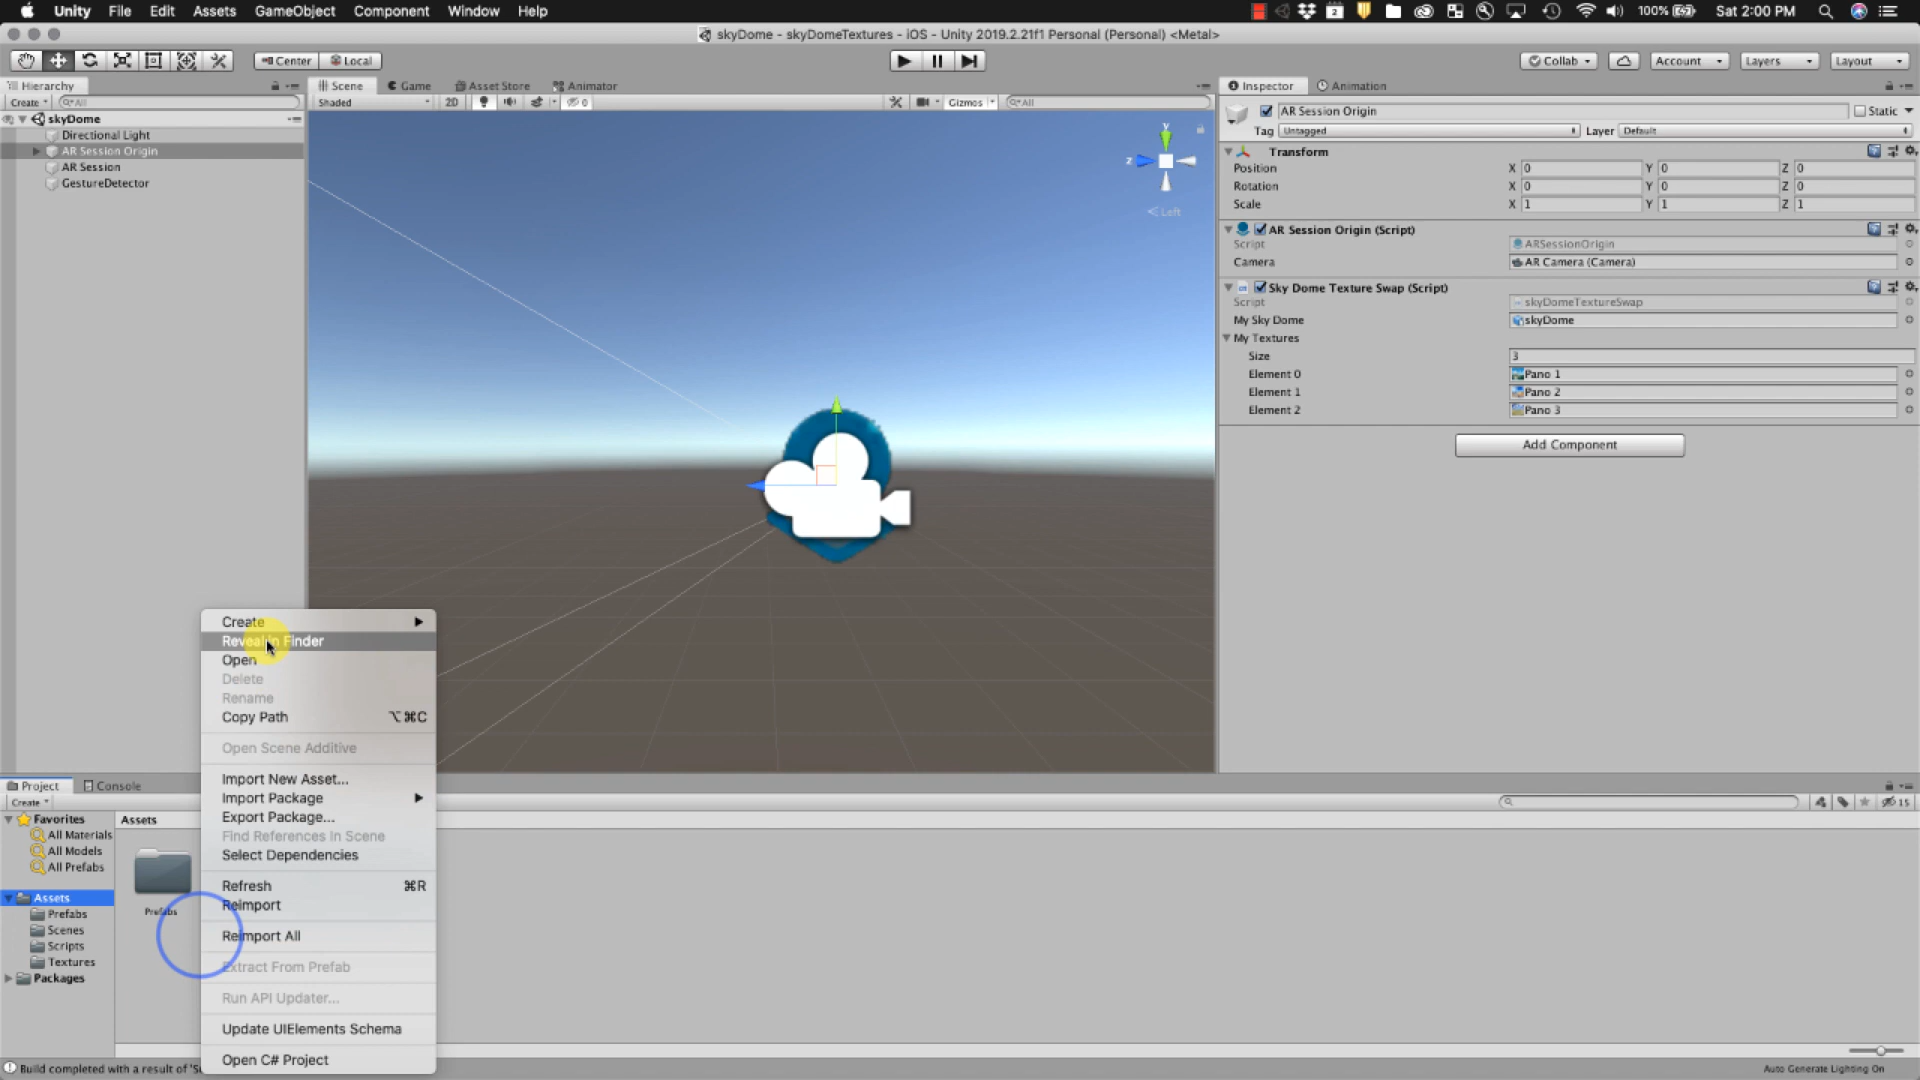 Unity File Edit Assets GameObject Component Window Help 2 100% Sat 2:00 PM
skyDome - skyDomeTextures - iOS - Unity 2019.2.21f1 Personal (Personal) <Metal>
Center Local Collab Account Layers Layout
Hierarchy Scene Game Asset Store Animator Inspector Animation
Create All Shaded 2D 0 Gizmos All
skyDome
Directional Light
AR Session Origin
AR Session
GestureDetector
y
z
Left
AR Session Origin Static
Tag Untagged Layer Default
Transform
Position X 0 Y 0 Z 0
Rotation X 0 Y 0 Z 0
Scale X 1 Y 1 Z 1
AR Session Origin (Script)
Script ARSessionOrigin
Camera AR Camera (Camera)
Sky Dome Texture Swap (Script)
Script skyDomeTextureSwap
My Sky Dome skyDome
My Textures
Size 3
Element 0 Pano 1
Element 1 Pano 2
Element 2 Pano 3
Add Component
Create
Reveal in Finder
Open
Delete
Rename
Copy Path ⌥⌘C
Open Scene Additive
Import New Asset...
Import Package
Export Package...
Find References In Scene
Select Dependencies
Refresh ⌘R
Reimport
Reimport All
Extract From Prefab
Run API Updater...
Update UIElements Schema
Open C# Project
Project Console
Create 15
Favorites
All Materials
All Models
All Prefabs
Assets
Prefabs
Scenes
Scripts
Textures
Packages
Assets
Prefabs
Build completed with a result of 'S
Auto Generate Lighting On